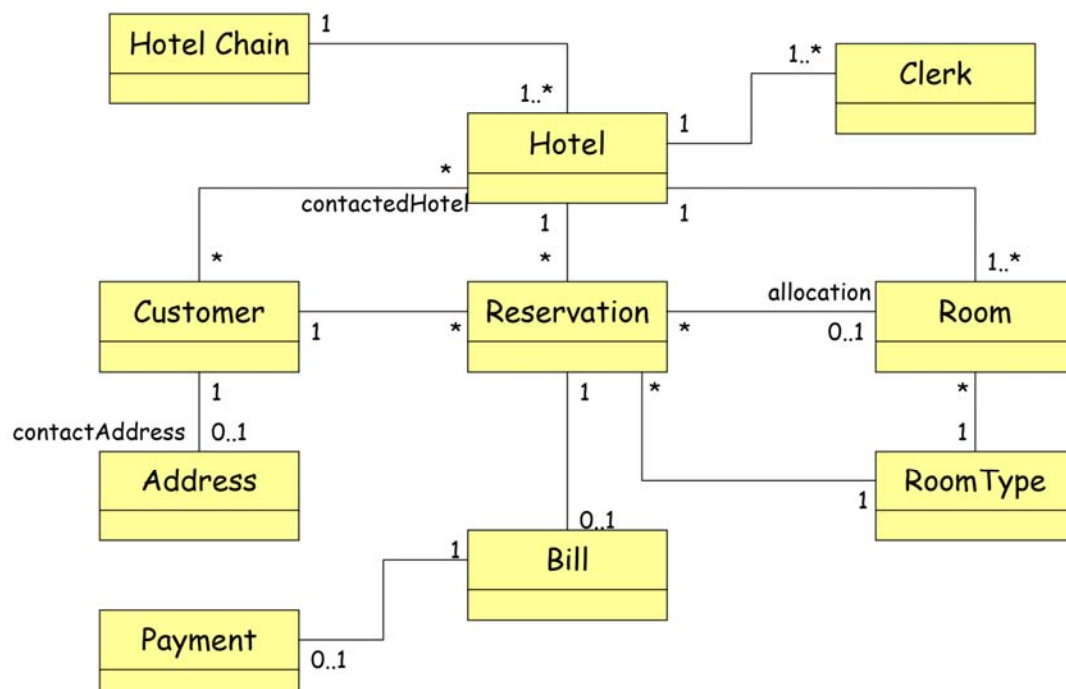 Hotel Chain
1
1..*
Clerk
1..*
Hotel
1
*
contactedHotel
1
1
*
*
1..*
Customer
1
*
Reservation
*
allocation
0..1
Room
1
contactAddress
0..1
1
*
*
1
Address
RoomType
1
0..1
Bill
1
Payment
0..1